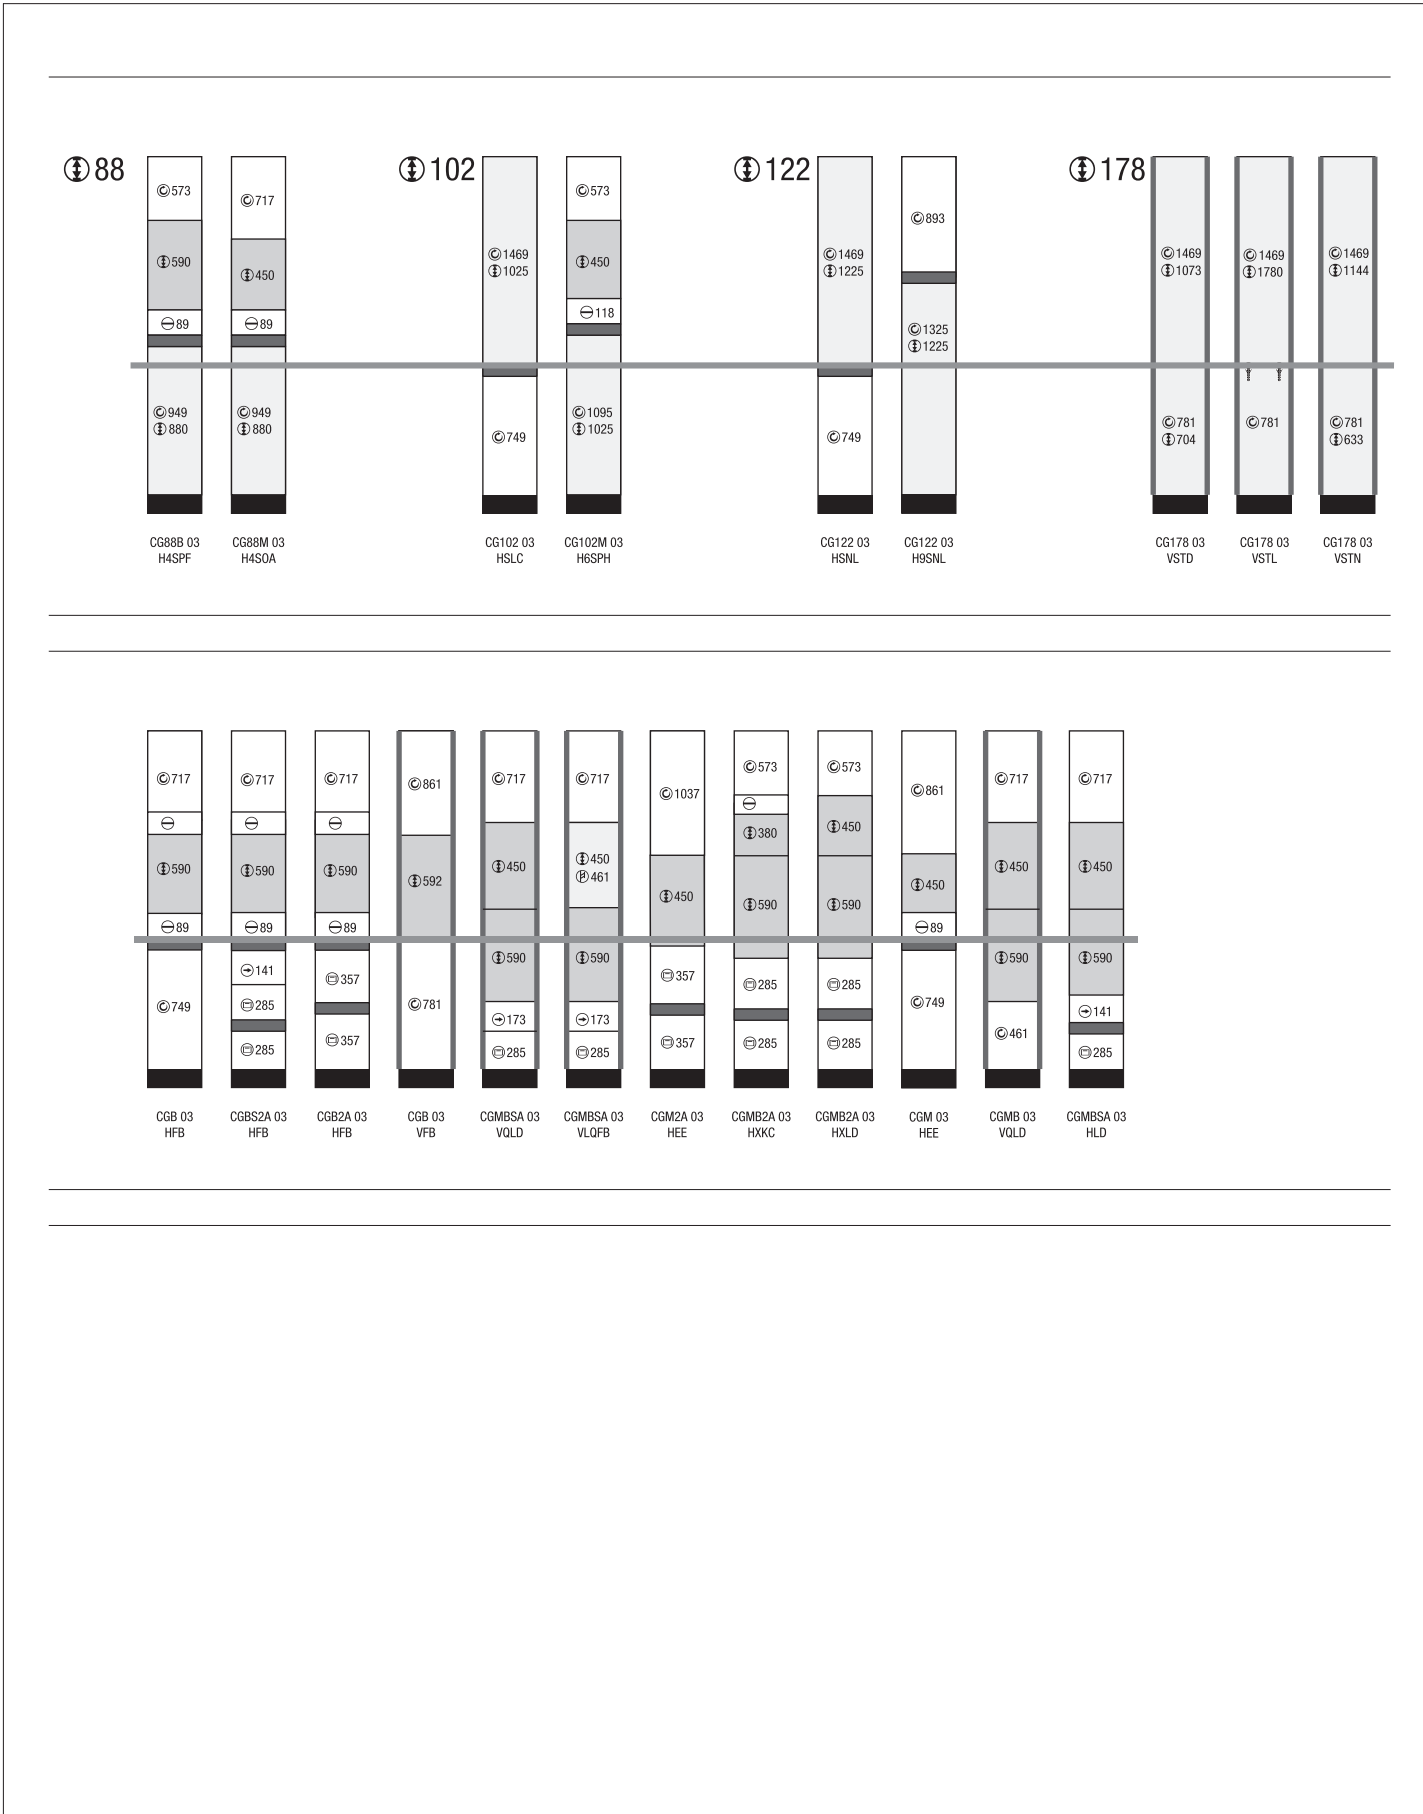 88
573
590
89
949
880
CG88B 03
H4SPF
717
450
89
949
880
CG88M 03
H4SOA
102
1469
1025
749
CG102 03
HSLC
573
450
118
1095
1025
CG102M 03
H6SPH
122
1469
1225
749
CG122 03
HSNL
893
1325
1225
CG122 03
H9SNL
178
1469
1073
781
704
CG178 03
VSTD
1469
1780
781
CG178 03
VSTL
1469
1144
781
633
CG178 03
VSTN
717
590
89
749
CGB 03
HFB
717
590
89
141
285
285
CGBS2A 03
HFB
717
590
89
357
357
CGB2A 03
HFB
861
592
781
CGB 03
VFB
717
450
590
173
285
CGMBSA 03
VQLD
717
450
461
590
173
285
CGMBSA 03
VLQFB
1037
450
357
357
CGM2A 03
HEE
573
380
590
285
285
CGMB2A 03
HXKC
573
450
590
285
285
CGMB2A 03
HXLD
861
450
89
749
CGM 03
HEE
717
450
590
461
CGMB 03
VQLD
717
450
590
141
285
CGMBSA 03
HLD